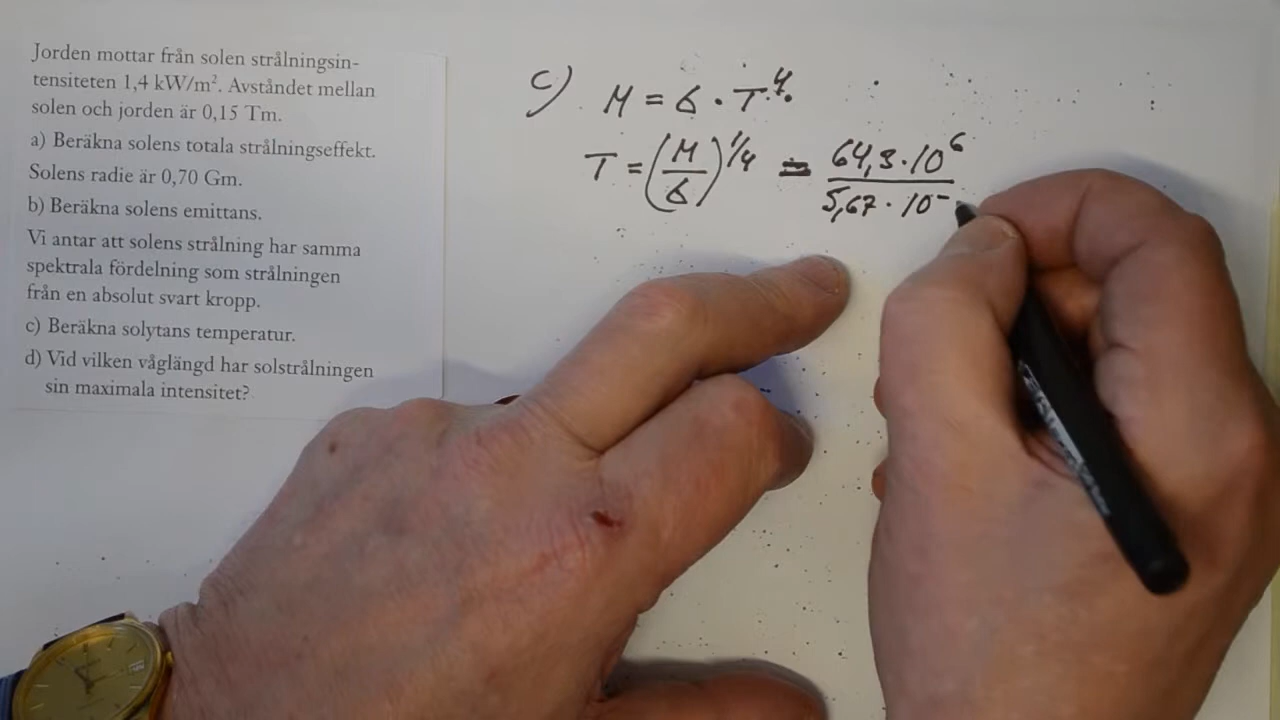 Jorden mottar från solen strålningsin-
tensiteten 1,4 kW/m². Avståndet mellan
solen och jorden är 0,15 Tm.
a) Beräkna solens totala strålningseffekt.
Solens radie är 0,70 Gm.
b) Beräkna solens emittans.
Vi antar att solens strålning har samma
spektrala fördelning som strålningen
från en absolut svart kropp.
c) Beräkna solytans temperatur.
d) Vid vilken våglängd har solstrålningen
sin maximala intensitet?
c) M = σ · T⁴.
T = (M/σ)^1/4 = 64,3 · 10⁶ / 5,67 · 10⁻